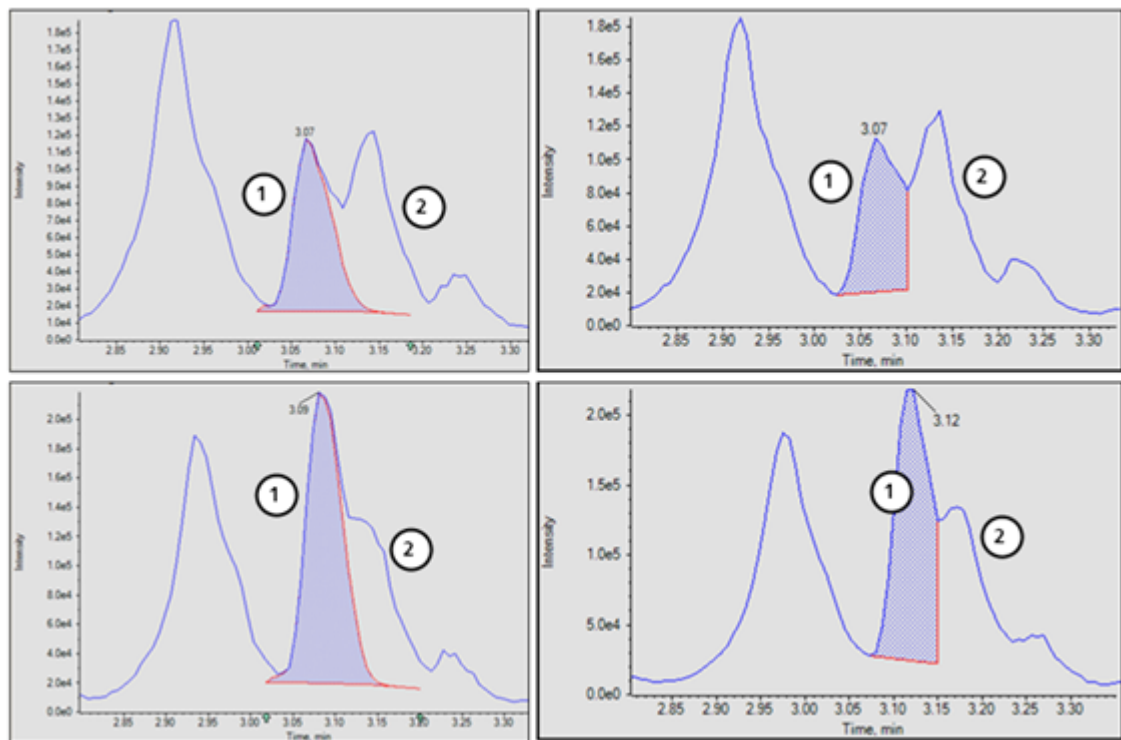 1.8e5
1.7e5
1.6e5
1.5e5
1.4e5
1.3e5
1.2e5
1.1e5
1.0e5
9.0e4
8.0e4
7.0e4
6.0e4
5.0e4
4.0e4
3.0e4
2.0e4
1.0e4
0.0e0
Intensity
3.07
1
2
2.85 2.90 2.95 3.00 3.05 3.10 3.15 3.20 3.25 3.30
Time, min
1.8e5
1.6e5
1.4e5
1.2e5
1.0e5
8.0e4
6.0e4
4.0e4
2.0e4
0.0e0
Intensity
3.07
1
2
2.85 2.90 2.95 3.00 3.05 3.10 3.15 3.20 3.25 3.30
Time, min
2.0e5
1.8e5
1.6e5
1.4e5
1.2e5
1.0e5
8.0e4
6.0e4
4.0e4
2.0e4
0.0e0
Intensity
3.09
1
2
2.85 2.90 2.95 3.00 3.05 3.10 3.15 3.20 3.25 3.30
Time, min
2.0e5
1.5e5
1.0e5
5.0e4
0.0e0
Intensity
3.12
1
2
2.85 2.90 2.95 3.00 3.05 3.10 3.15 3.20 3.25 3.30 3.35
Time, min